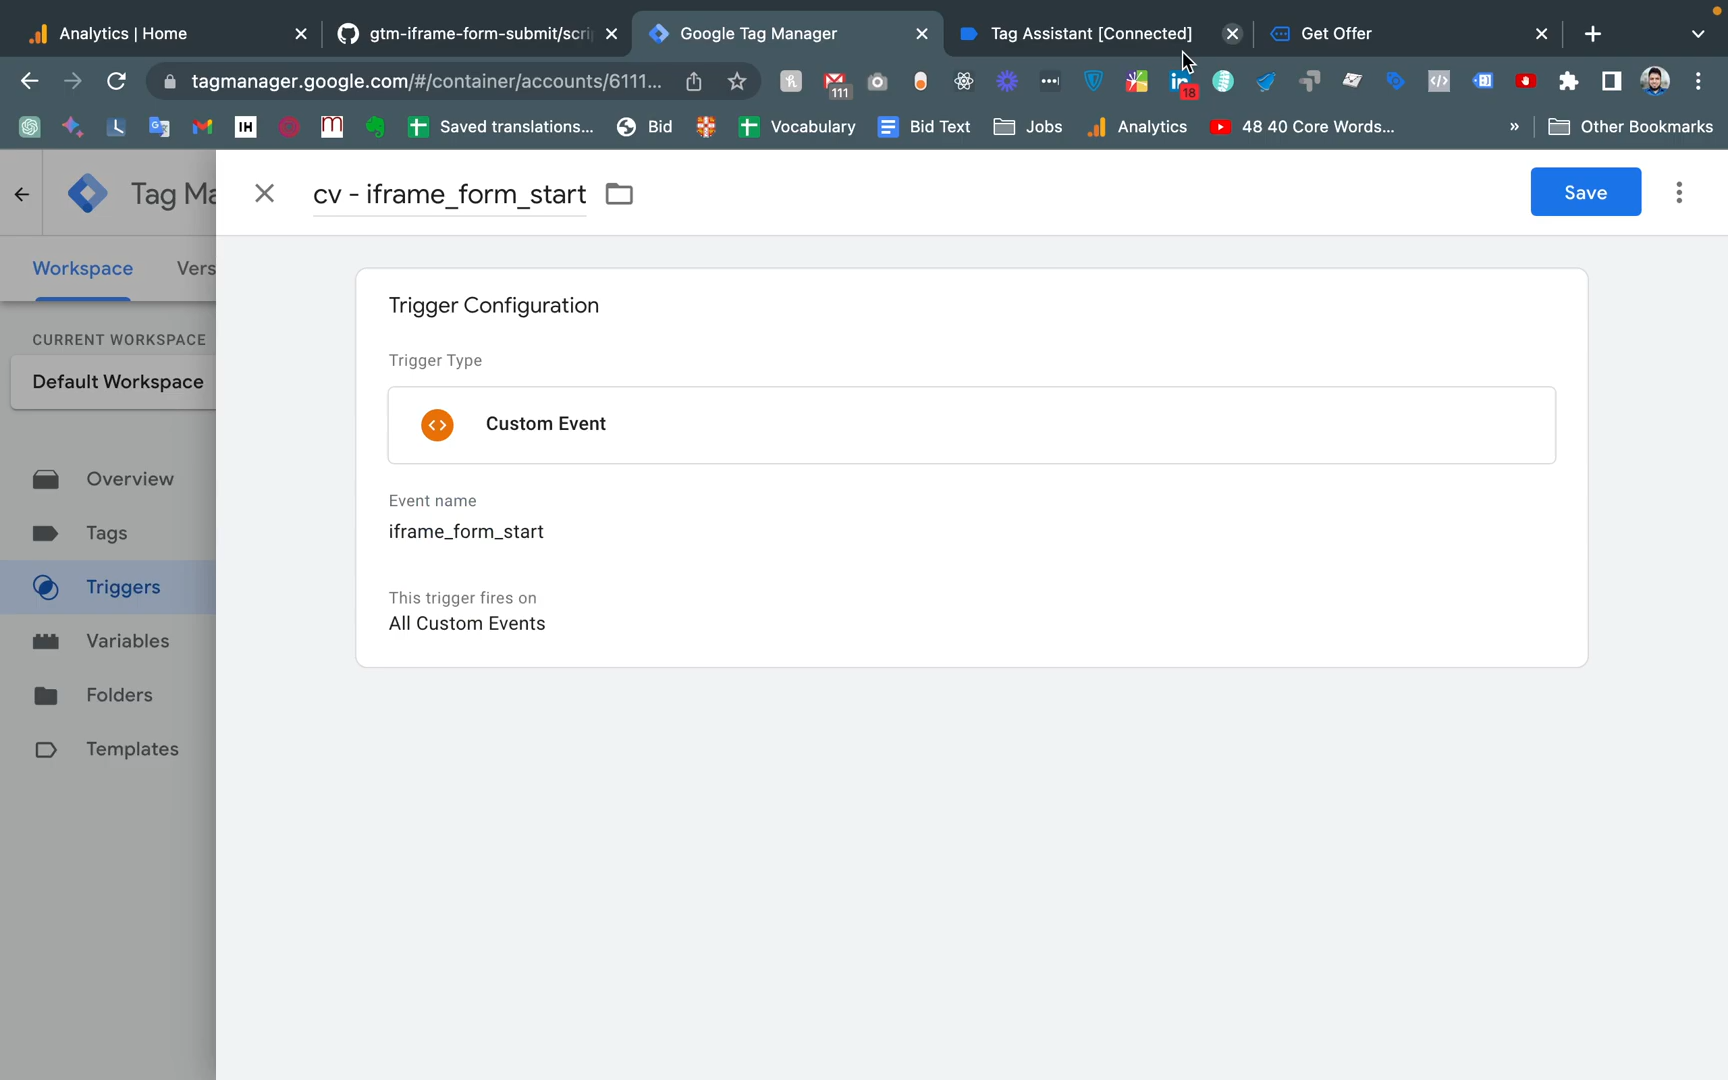 Analytics | Home
gtm-iframe-form-submit/scri
Google Tag Manager
Tag Assistant [Connected]
Get Offer
tagmanager.google.com/#/container/accounts/6111...
111
18
IH
Saved translations...
Bid
Vocabulary
Bid Text
Jobs
Analytics
48 40 Core Words...
»
Other Bookmarks
Tag Ma
cv - iframe_form_start
Save
Workspace
Vers
CURRENT WORKSPACE
Default Workspace
Overview
Tags
Triggers
Variables
Folders
Templates
Trigger Configuration
Trigger Type
Custom Event
Event name
iframe_form_start
This trigger fires on
All Custom Events